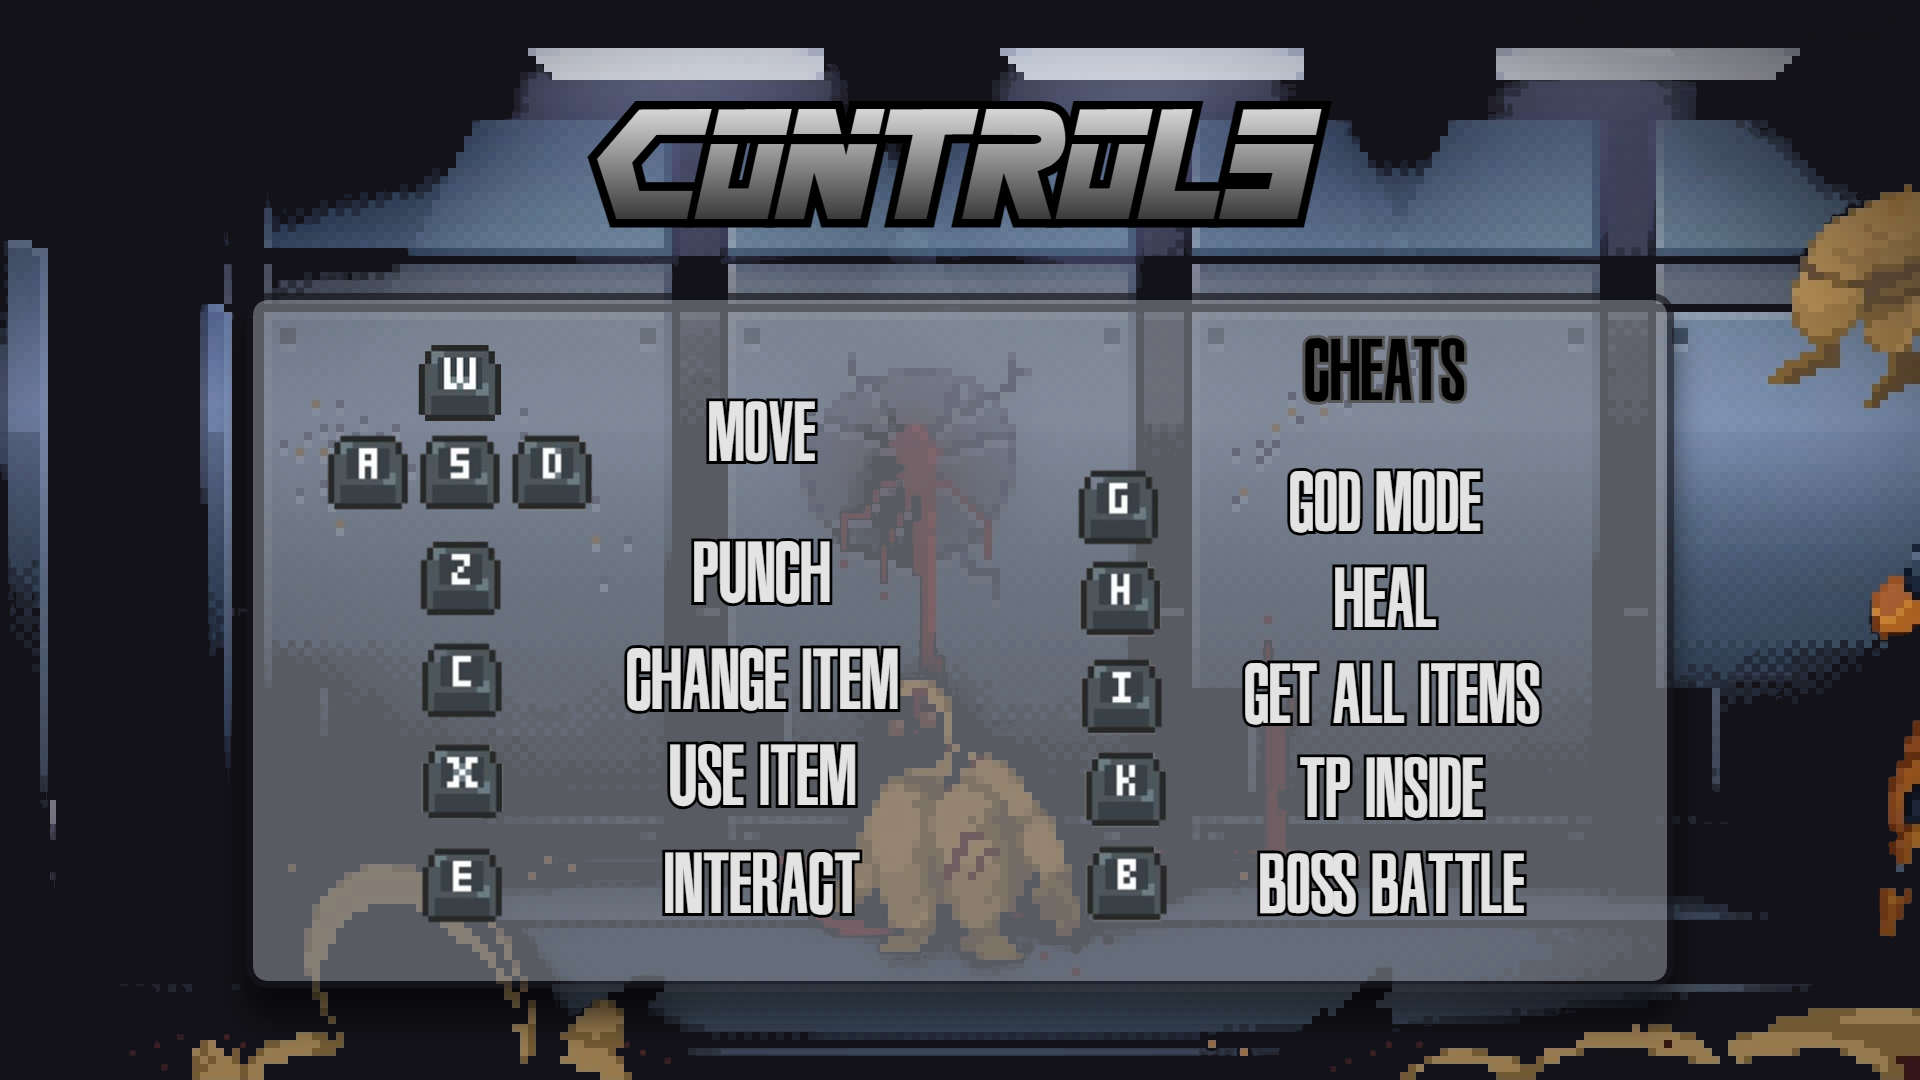 CONTROLS
W
A S D MOVE
Z PUNCH
C CHANGE ITEM
X USE ITEM
E INTERACT
CHEATS
G GOD MODE
H HEAL
I GET ALL ITEMS
K TP INSIDE
B BOSS BATTLE